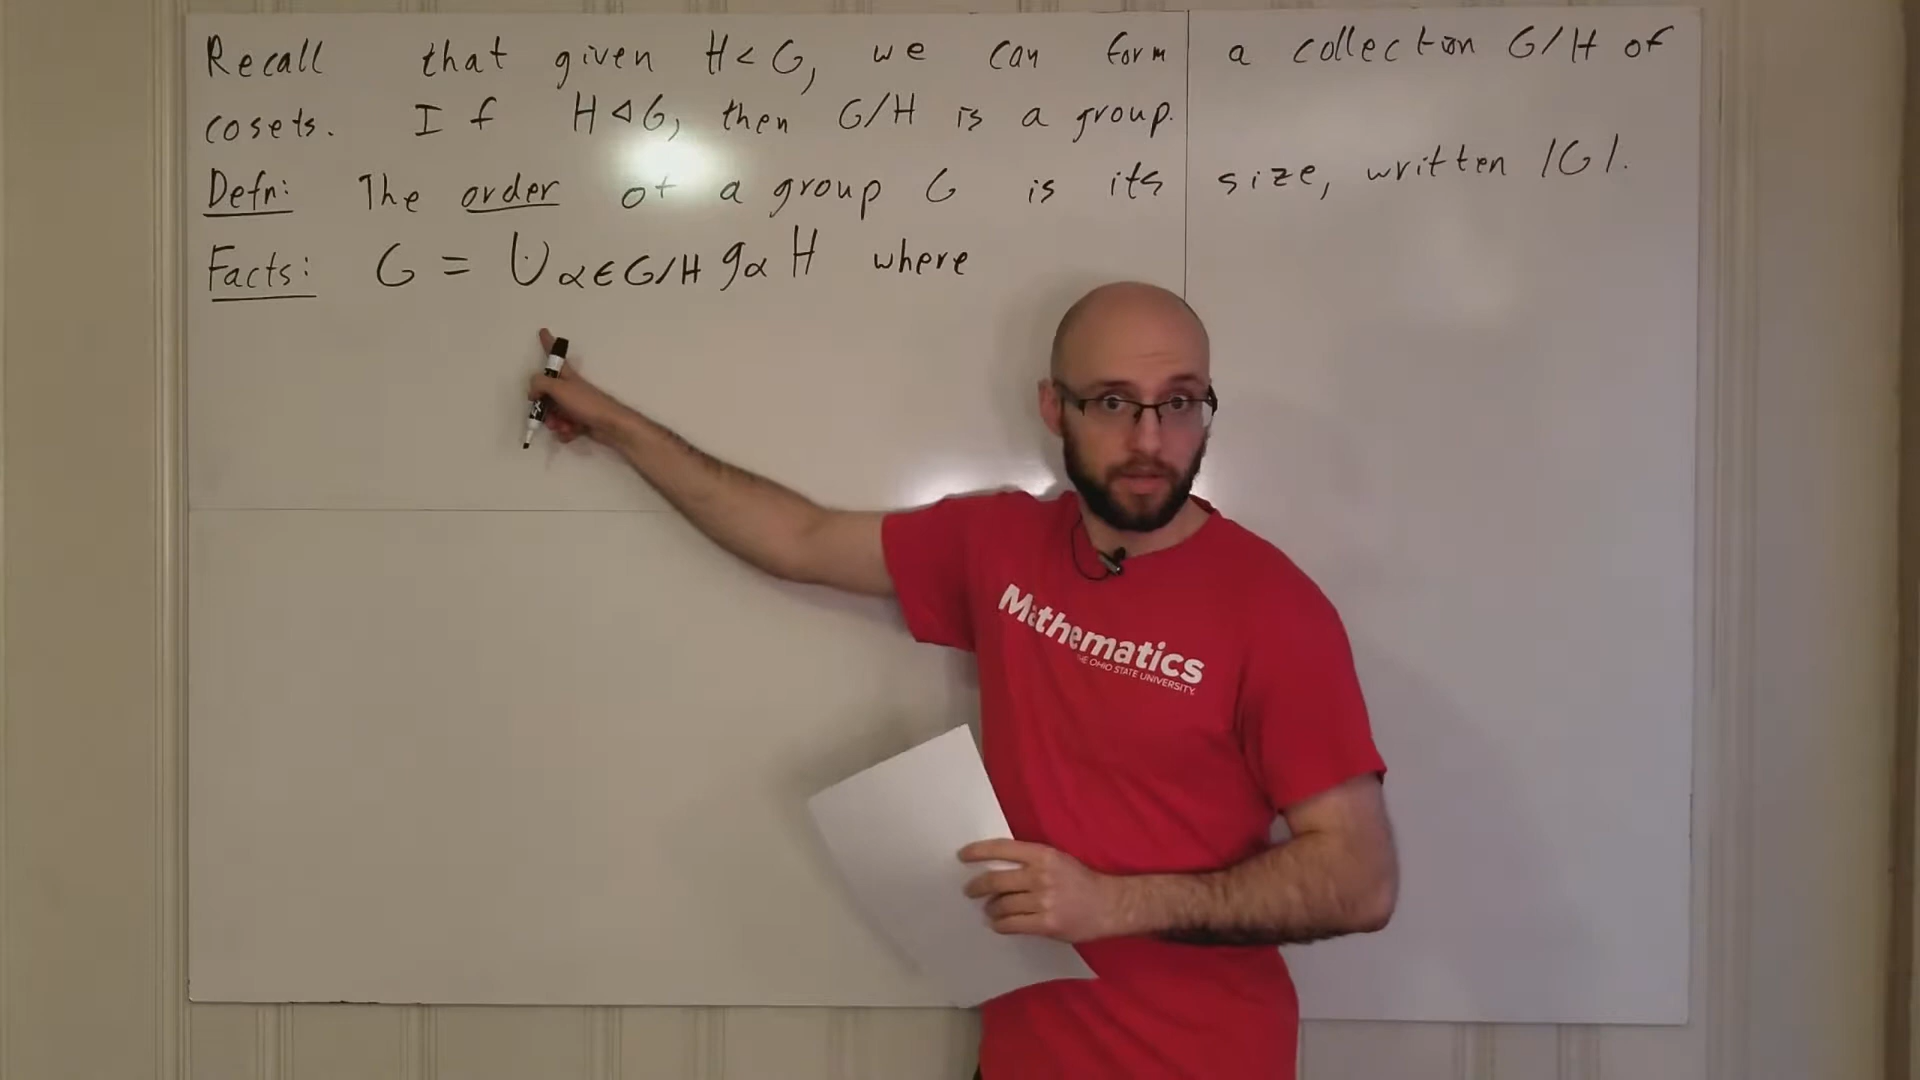 Recall that given H < G, we can form a collection G/H of
cosets. If H ⊲ G, then G/H is a group.
Defn: The order of a group G is its size, written |G|.
Facts: G = ⊍ α∈G/H gα H where
Mathematics
THE OHIO STATE UNIVERSITY